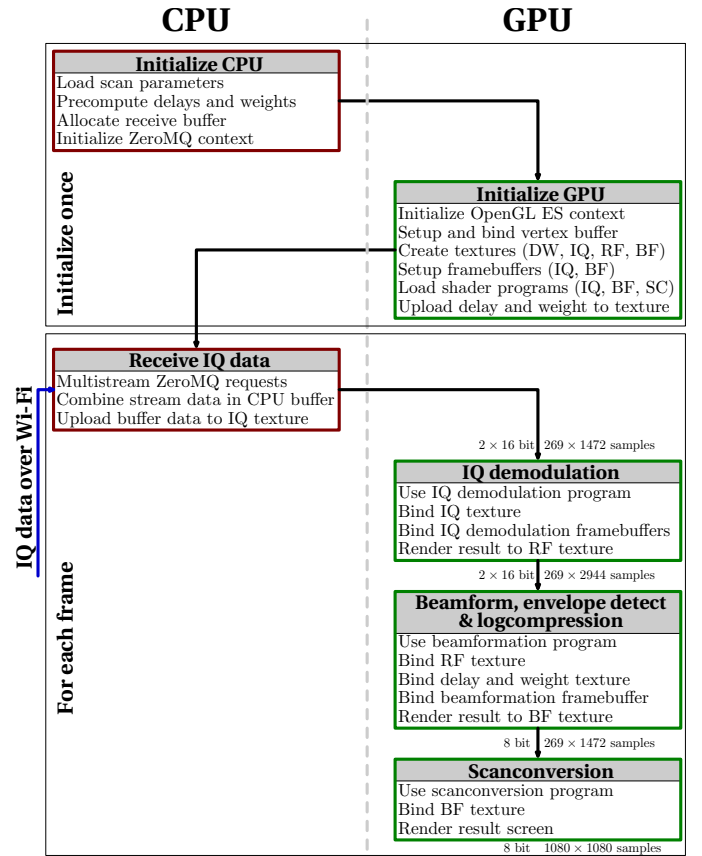 CPU
GPU
Initialize CPU
Load scan parameters
Precompute delays and weights
Allocate receive buffer
Initialize ZeroMQ context
Initialize once
Initialize GPU
Initialize OpenGL ES context
Setup and bind vertex buffer
Create textures (DW, IQ, RF, BF)
Setup framebuffers (IQ, BF)
Load shader programs (IQ, BF, SC)
Upload delay and weight to texture
IQ data over Wi-Fi
For each frame
Receive IQ data
Multistream ZeroMQ requests
Combine stream data in CPU buffer
Upload buffer data to IQ texture
2 × 16 bit 269 × 1472 samples
IQ demodulation
Use IQ demodulation program
Bind IQ texture
Bind IQ demodulation framebuffers
Render result to RF texture
2 × 16 bit 269 × 2944 samples
Beamform, envelope detect
& logcompression
Use beamformation program
Bind RF texture
Bind delay and weight texture
Bind beamformation framebuffer
Render result to BF texture
8 bit 269 × 1472 samples
Scanconversion
Use scanconversion program
Bind BF texture
Render result screen
8 bit 1080 × 1080 samples